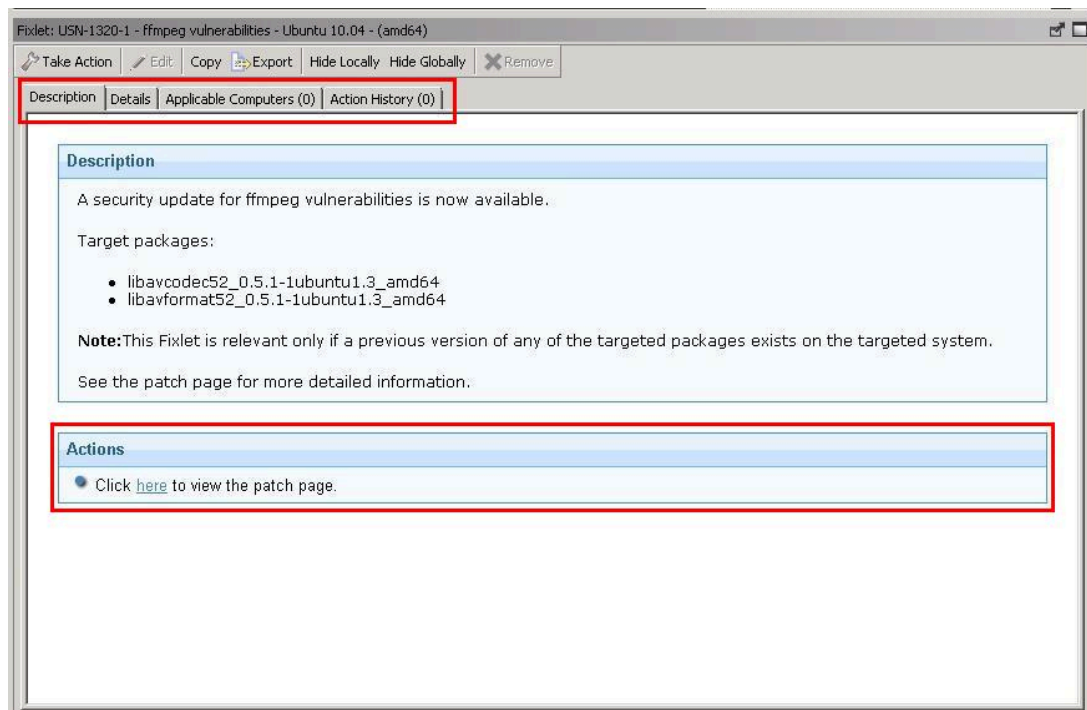 Fixlet: USN-1320-1 - ffmpeg vulnerabilities - Ubuntu 10.04 - (amd64)
Take Action Edit Copy Export Hide Locally Hide Globally Remove
Description Details Applicable Computers (0) Action History (0)
Description
A security update for ffmpeg vulnerabilities is now available.
Target packages:
• libavcodec52_0.5.1-1ubuntu1.3_amd64
• libavformat52_0.5.1-1ubuntu1.3_amd64
Note:This Fixlet is relevant only if a previous version of any of the targeted packages exists on the targeted system.
See the patch page for more detailed information.
Actions
Click here to view the patch page.